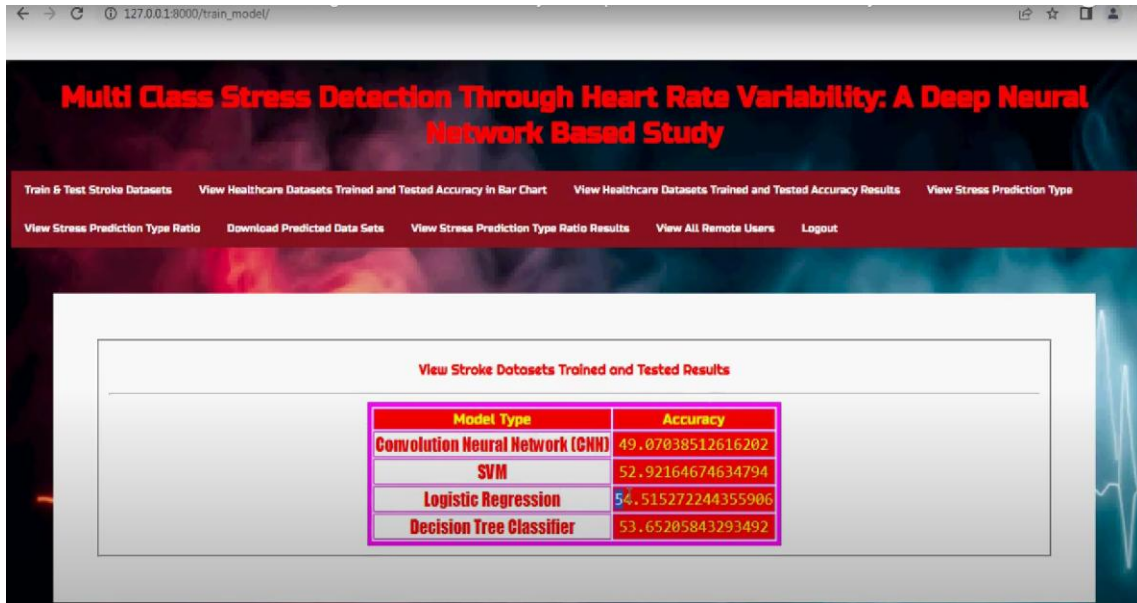 127.0.0.1:8000/train_model/
Multi Class Stress Detection Through Heart Rate Variability: A Deep Neural
Network Based Study
Train & Test Stroke Datasets View Healthcare Datasets Trained and Tested Accuracy in Bar Chart View Healthcare Datasets Trained and Tested Accuracy Results View Stress Prediction Type
View Stress Prediction Type Ratio Download Predicted Data Sets View Stress Prediction Type Ratio Results View All Remote Users Logout
View Stroke Datasets Trained and Tested Results
Model Type Accuracy
Convolution Neural Network (CNN) 49.07038512616202
SVM 52.92164674634794
Logistic Regression 54.515272244355906
Decision Tree Classifier 53.65205843293492